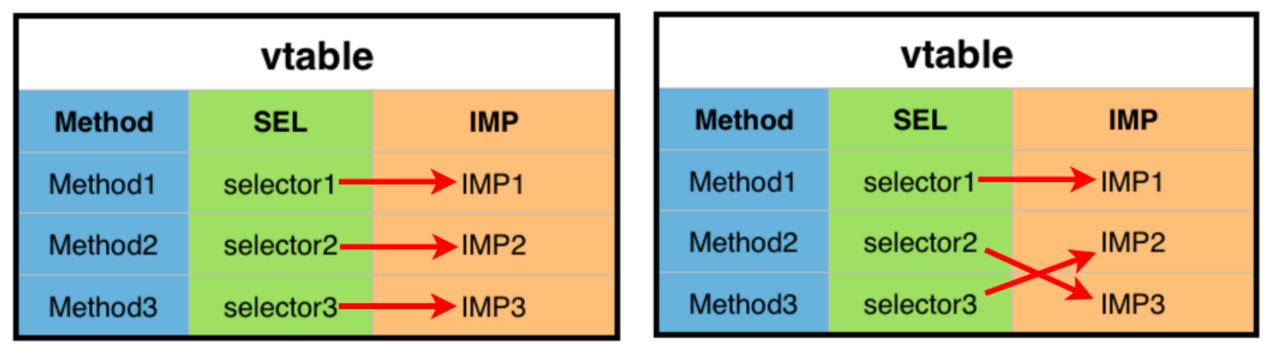 vtable
Method SEL IMP
Method1 selector1 IMP1
Method2 selector2 IMP2
Method3 selector3 IMP3
vtable
Method SEL IMP
Method1 selector1 IMP1
Method2 selector2 IMP2
Method3 selector3 IMP3